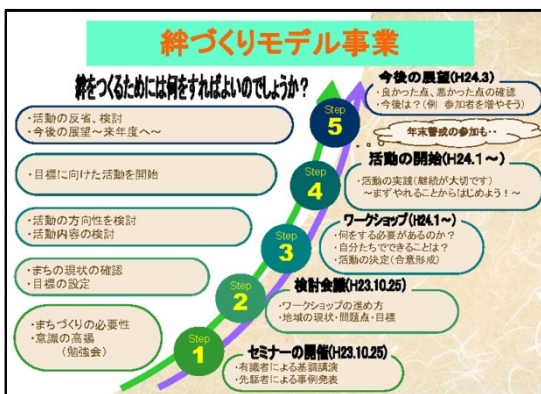 絆づくりモデル事業
絆をつくるためには何をすればよいのでしょうか?
今後の展望(H24.3)
・良かった点、悪かった点の確認
・今後は?(例 参加者を増やそう)
Step
5
・活動の反省、検討
・今後の展望~来年度へ~
年末警戒の参加も・・
活動の開始(H24.1~)
・活動の実践(継続が大切です)
~まずやれることからはじめよう!~
Step
4
・目標に向けた活動を開始
ワークショップ(H24.1~)
・何をする必要があるのか?
・自分たちでできることは?
・活動の決定(合意形成)
Step
3
・活動の方向性を検討
・活動内容の検討
検討会議(H23.10.25)
・ワークショップの進め方
・地域の現状・問題点・目標
Step
2
・まちの現状の確認
・目標の設定
セミナーの開催(H23.10.25)
・有識者による基調講演
・先駆者による事例発表
Step
1
・まちづくりの必要性
・意識の高揚
(勉強会)